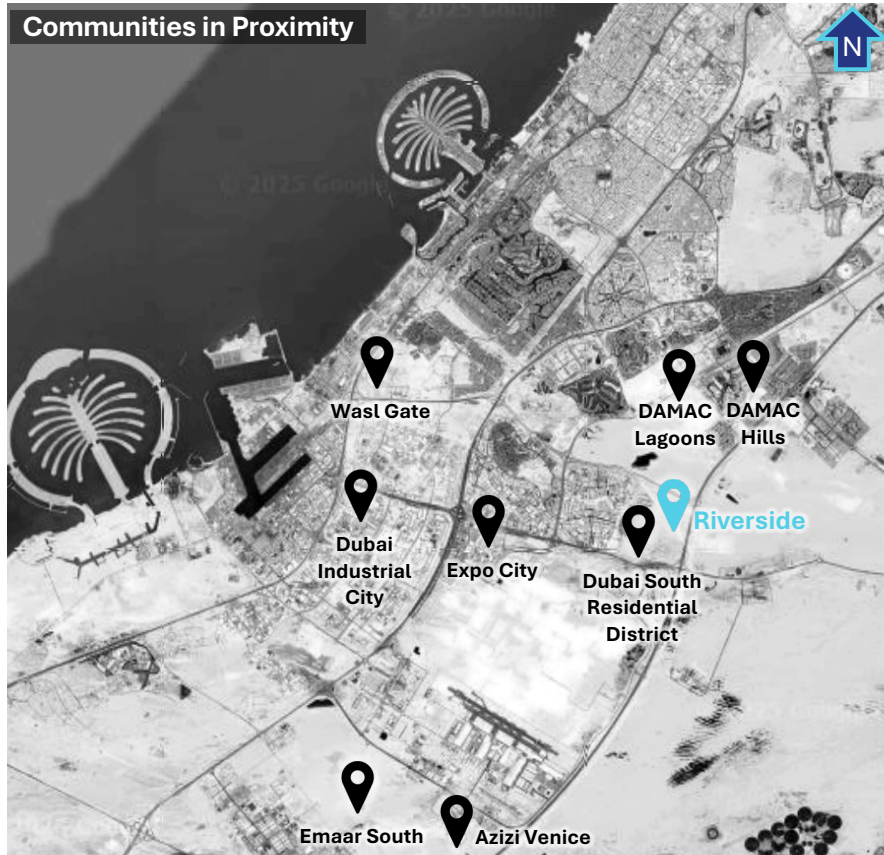 Communities in Proximity
N
© 2025 Google
© 2025 Google
Wasl Gate
DAMAC
Lagoons
DAMAC
Hills
Riverside
Dubai
Industrial
City
Expo City
Dubai South
Residential
District
Emaar South
Azizi Venice